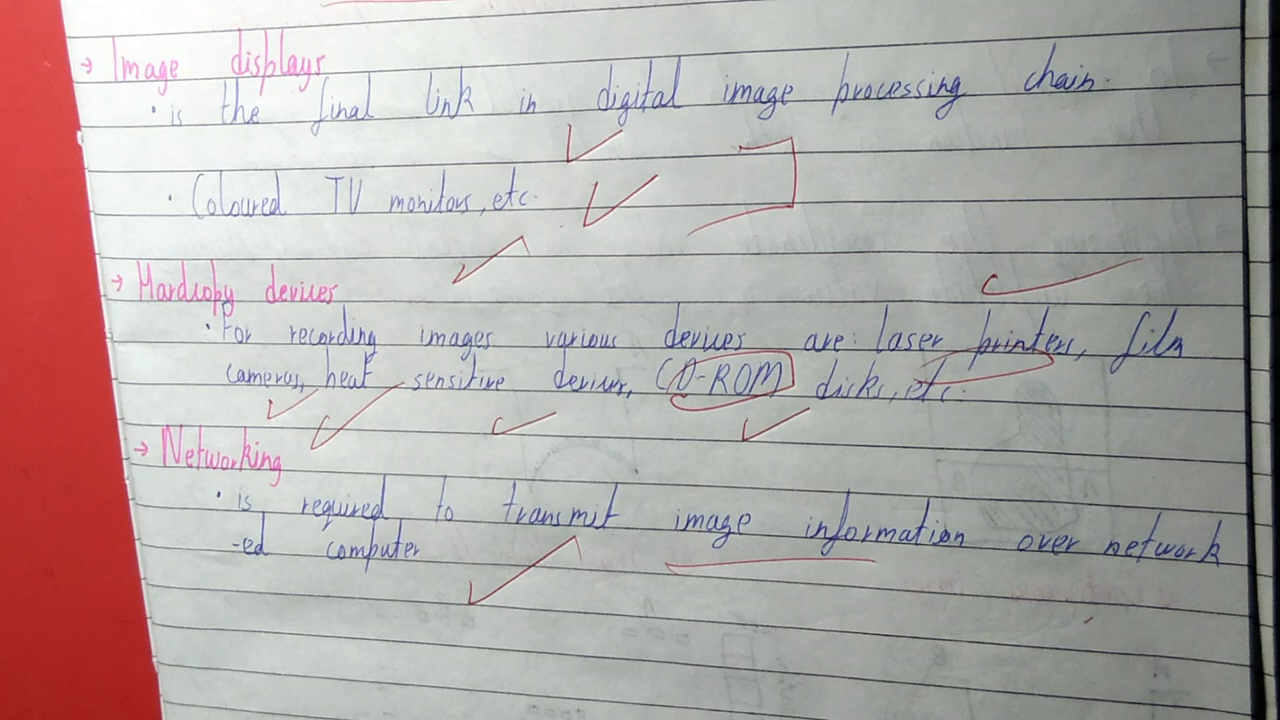 → Image displays
• is the final link in digital image processing chain.
• Coloured TV monitors, etc.
→ Hardcopy devices
• For recording images various devices are: laser printers, film
cameras, heat sensitive devices, CD-ROM disks, etc.
→ Networking
• is required to transmit image information over network
-ed computer